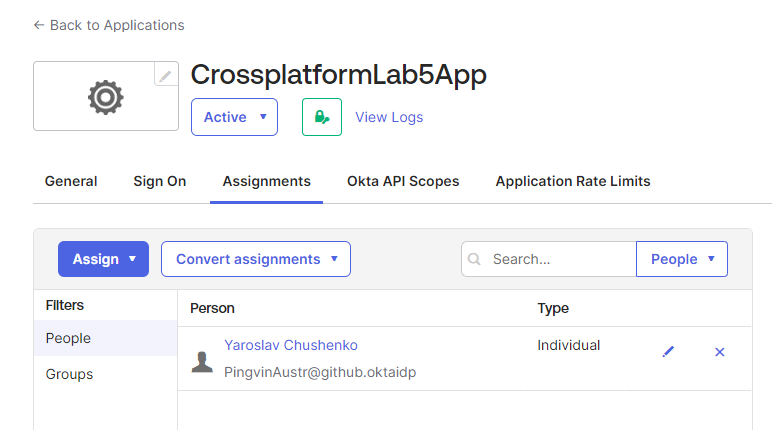 ← Back to Applications
CrossplatformLab5App
Active View Logs
General Sign On Assignments Okta API Scopes Application Rate Limits
Assign Convert assignments Search... People
Filters Person Type
People Yaroslav Chushenko Individual
PingvinAustr@github.oktaidp
Groups